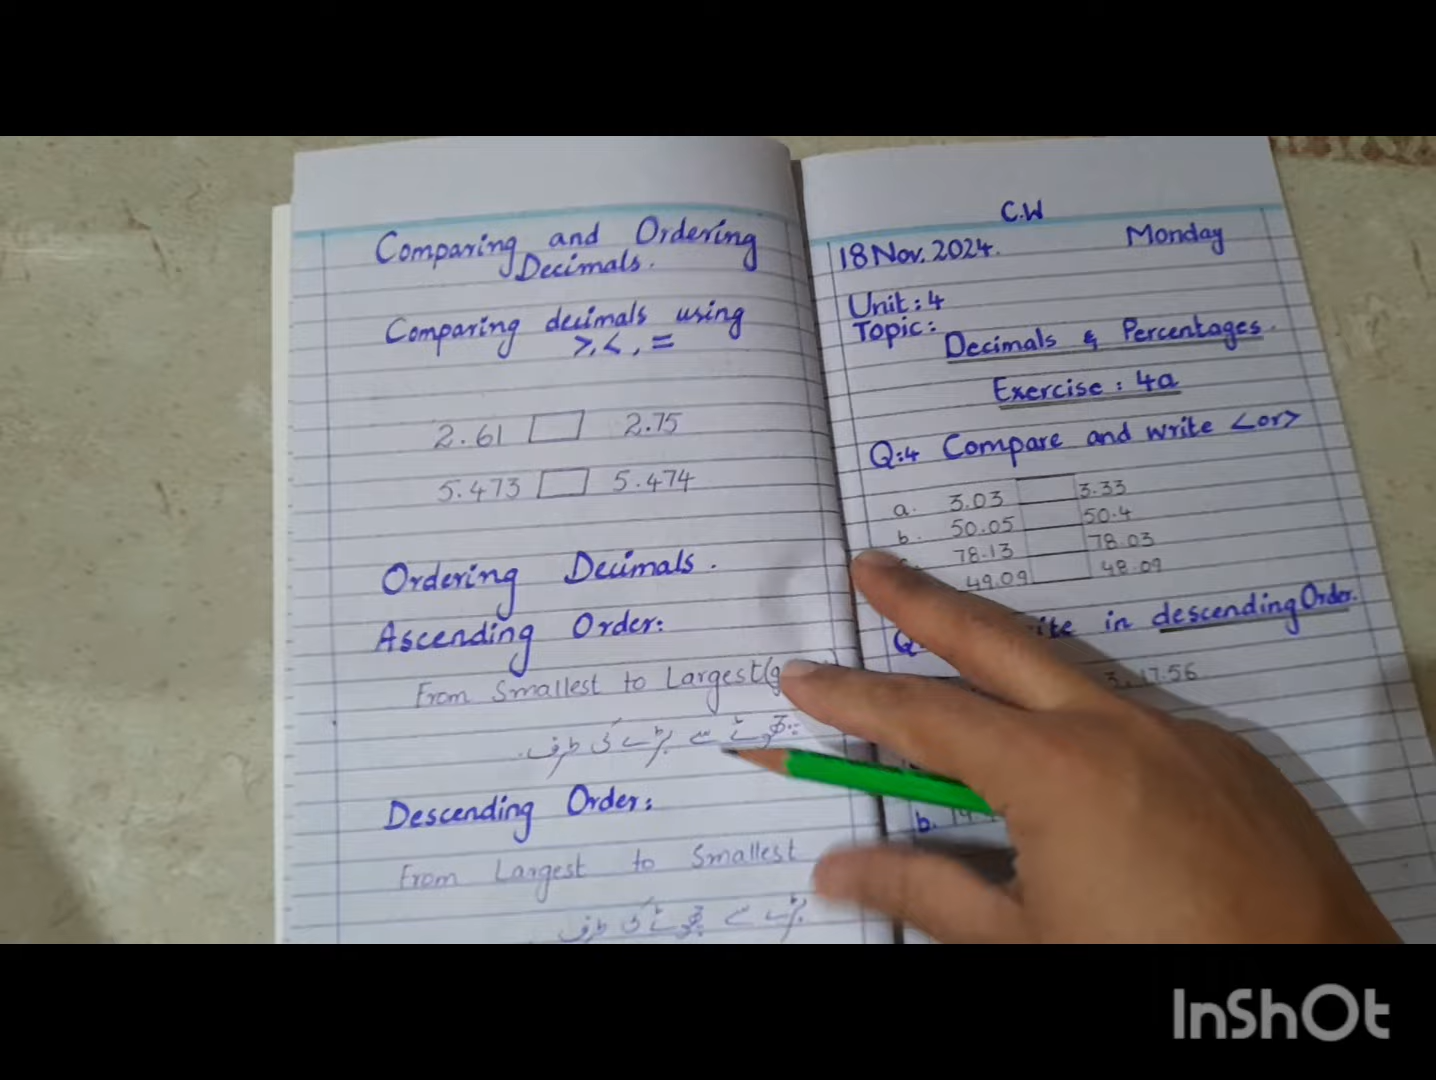 Comparing and Ordering
Decimals.
Comparing decimals using
>, <, =
2.61 2.75
5.473 5.474
Ordering Decimals.
Ascending Order:
From Smallest to Largest
چھوٹے سے بڑے کی طرف.
Descending Order:
From Largest to Smallest
بڑے سے چھوٹے کی طرف
C.W
18 Nov. 2024. Monday
Unit: 4
Topic:
Decimals & Percentages.
Exercise: 4a
Q:4 Compare and write <or>
a. 3.03 3.33
b. 50.05 50.4
78.13 78.03
49.09 48.09
in descending Order.
17.56
b.
InShOt